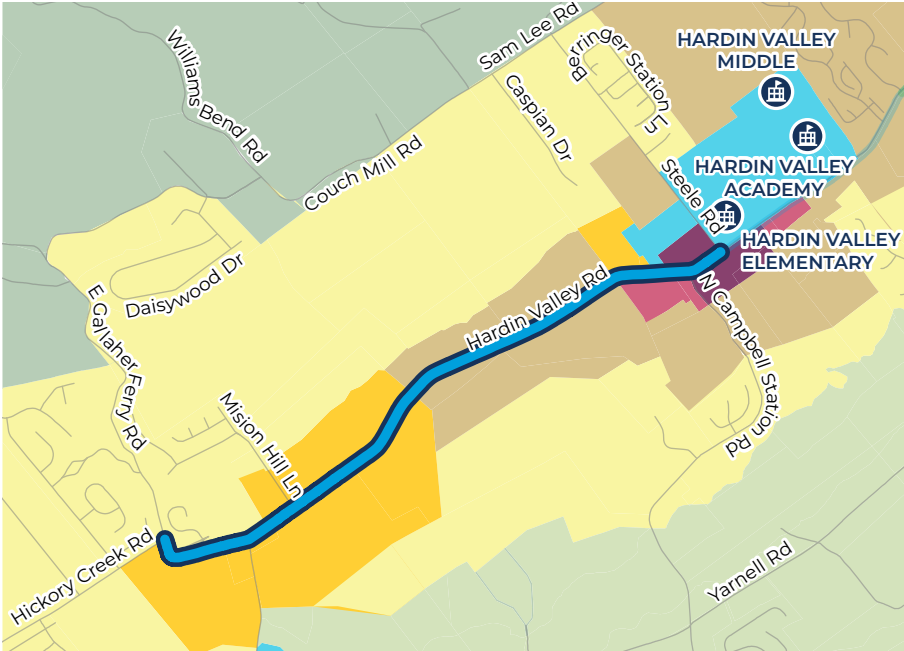 Sam Lee Rd
Williams
Bend Rd
Berringer Station
HARDIN VALLEY
MIDDLE
Caspian Dr
Couch Mill Rd
Steele Rd
HARDIN VALLEY
ACADEMY
HARDIN VALLEY
ELEMENTARY
Daisywood Dr
E Gallaher
Ferry Rd
Hardin Valley Rd
N Campbell Station
Rd
Mision Hill Ln
Hickory Creek Rd
Yarnell Rd